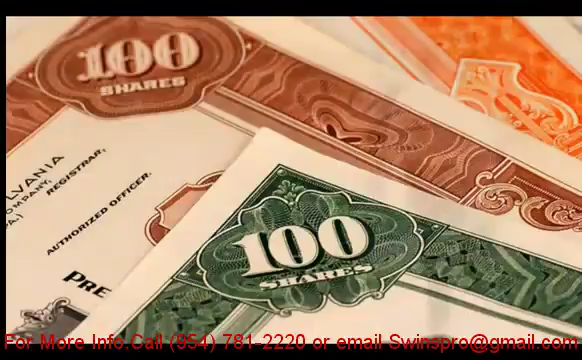 100
SHARES
LVANIA
COMPANY,
REGISTRAR,
AUTHORIZED OFFICER.
PRE
100
SHARES
For More Info Call (954) 781-2220 or email Swinspro@gmail.com